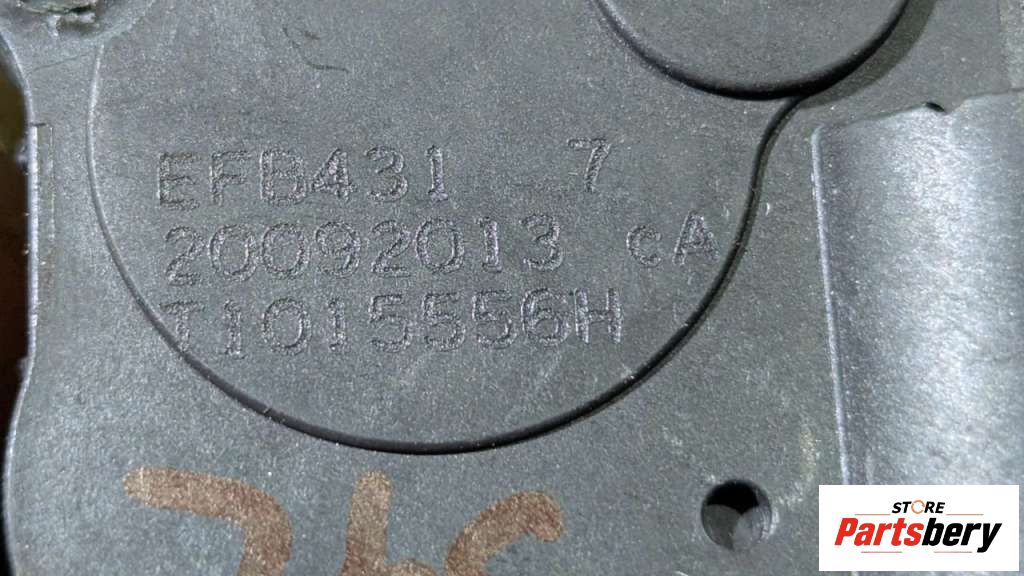 EFB431 7
20092013 cA
T1015556H
STORE
Partsbery